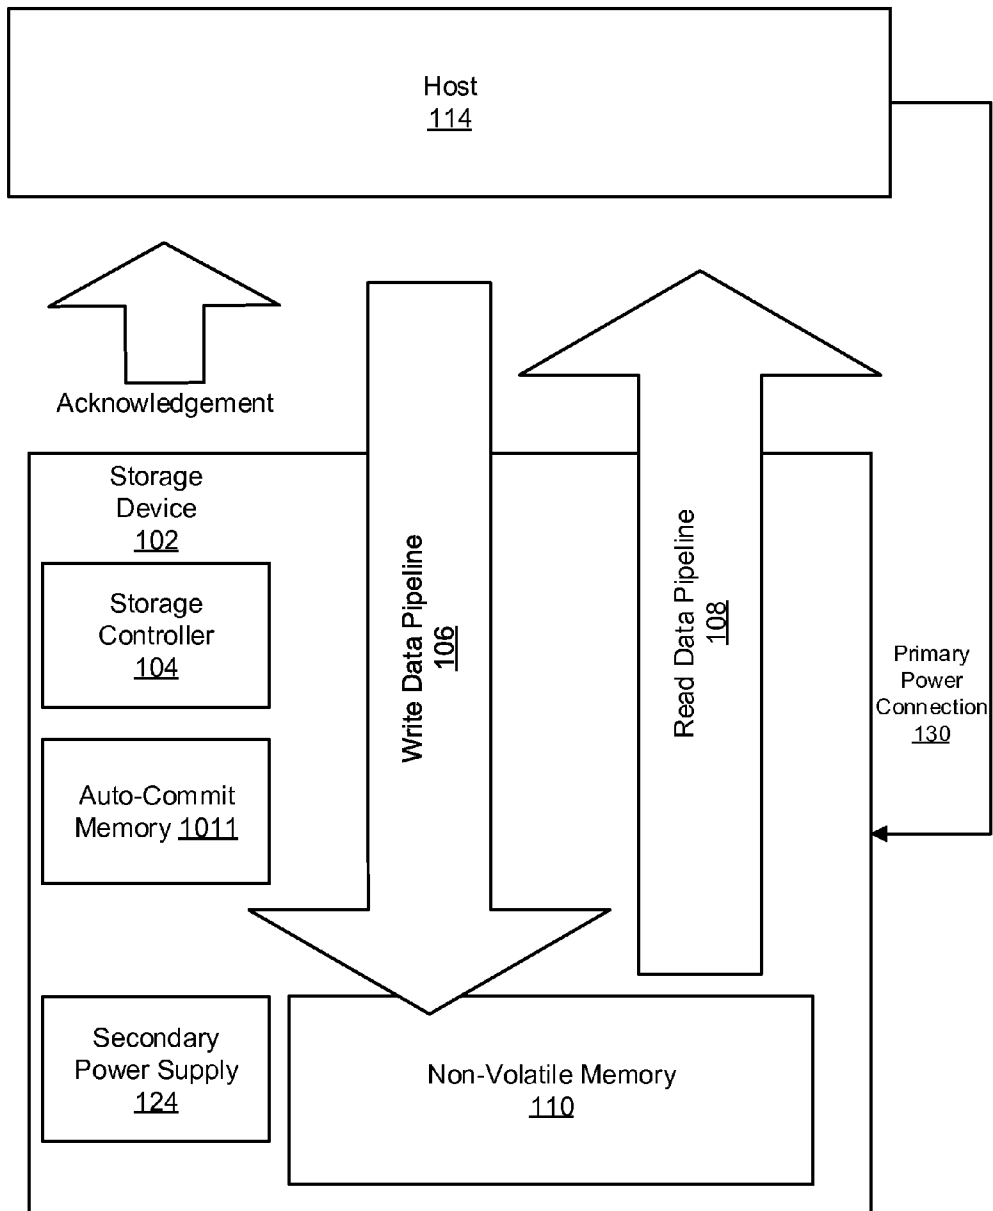 Host
114
Acknowledgement
Storage
Device
102
Storage
Controller
104
Auto-Commit
Memory 1011
Secondary
Power Supply
124
Write Data Pipeline
106
Read Data Pipeline
108
Primary
Power
Connection
130
Non-Volatile Memory
110